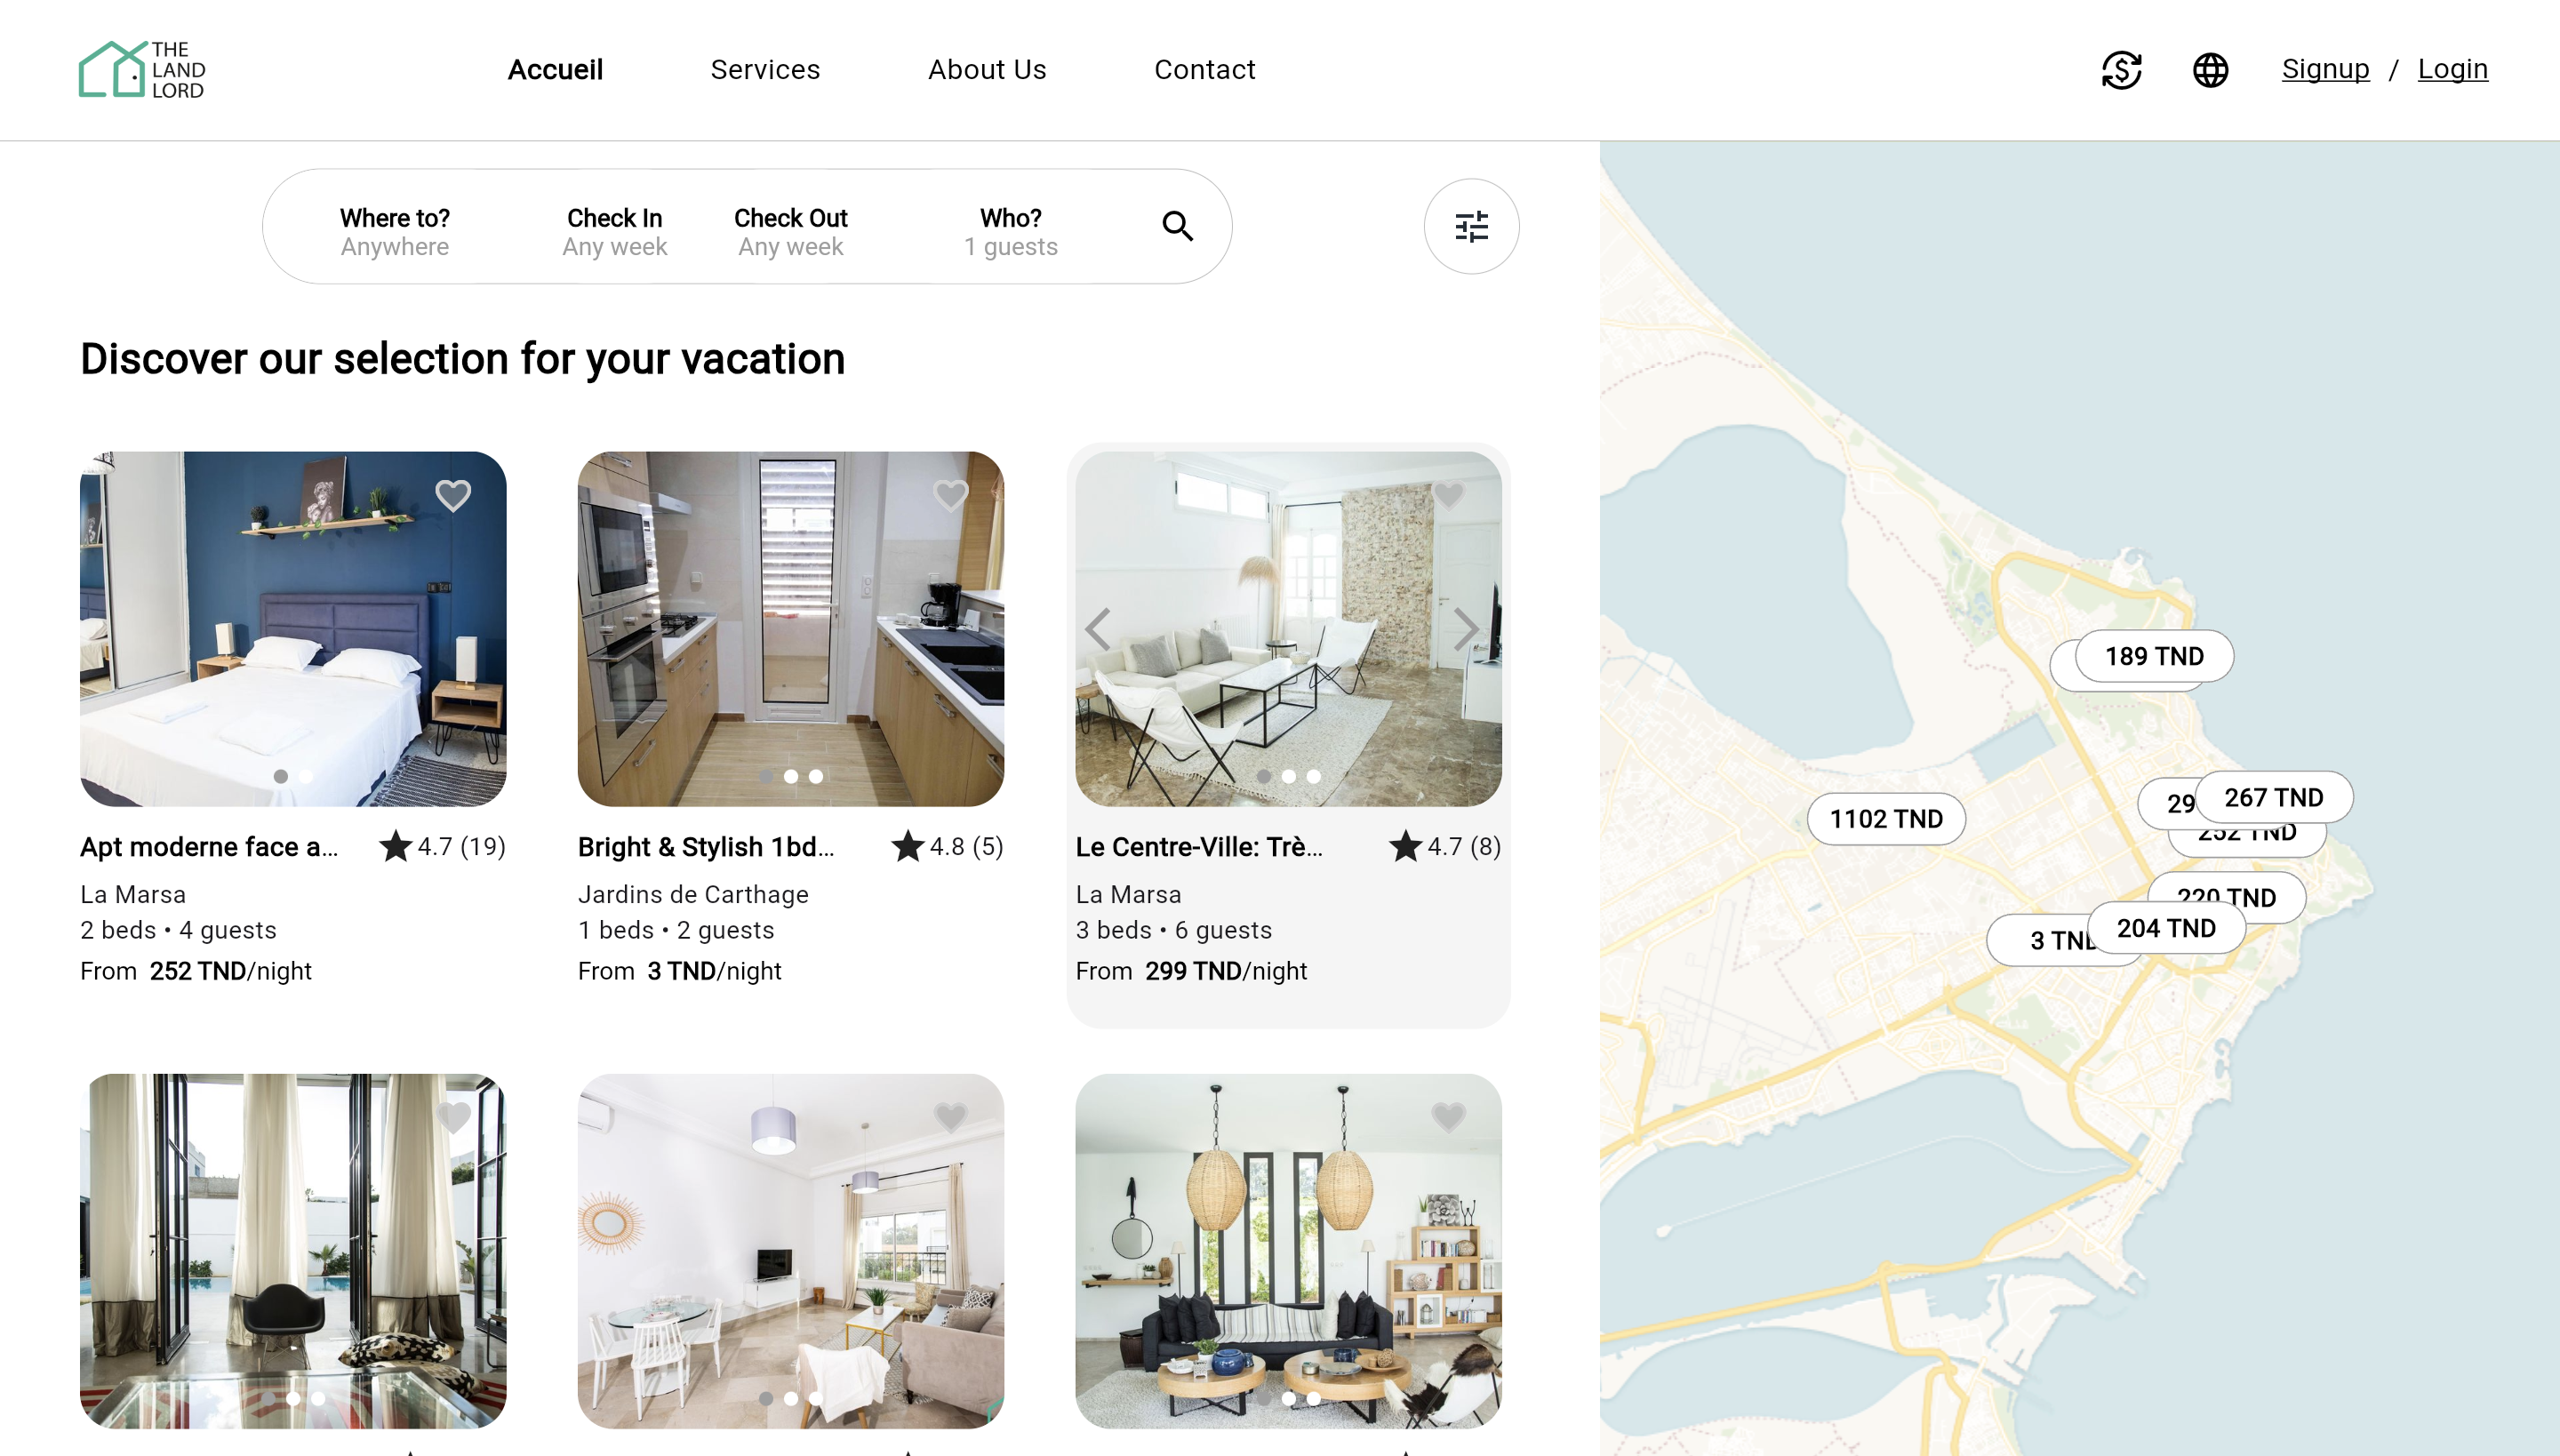 THE
LAND
LORD
Accueil
Services
About Us
Contact
Signup / Login
Where to?
Anywhere
Check In
Any week
Check Out
Any week
Who?
1 guests
Discover our selection for your vacation
Apt moderne face a...
4.7 (19)
La Marsa
2 beds • 4 guests
From 252 TND/night
Bright & Stylish 1bd...
4.8 (5)
Jardins de Carthage
1 beds • 2 guests
From 3 TND/night
Le Centre-Ville: Trè...
4.7 (8)
La Marsa
3 beds • 6 guests
From 299 TND/night
189 TND
1102 TND
29
267 TND
252 TND
220 TND
3 TND
204 TND